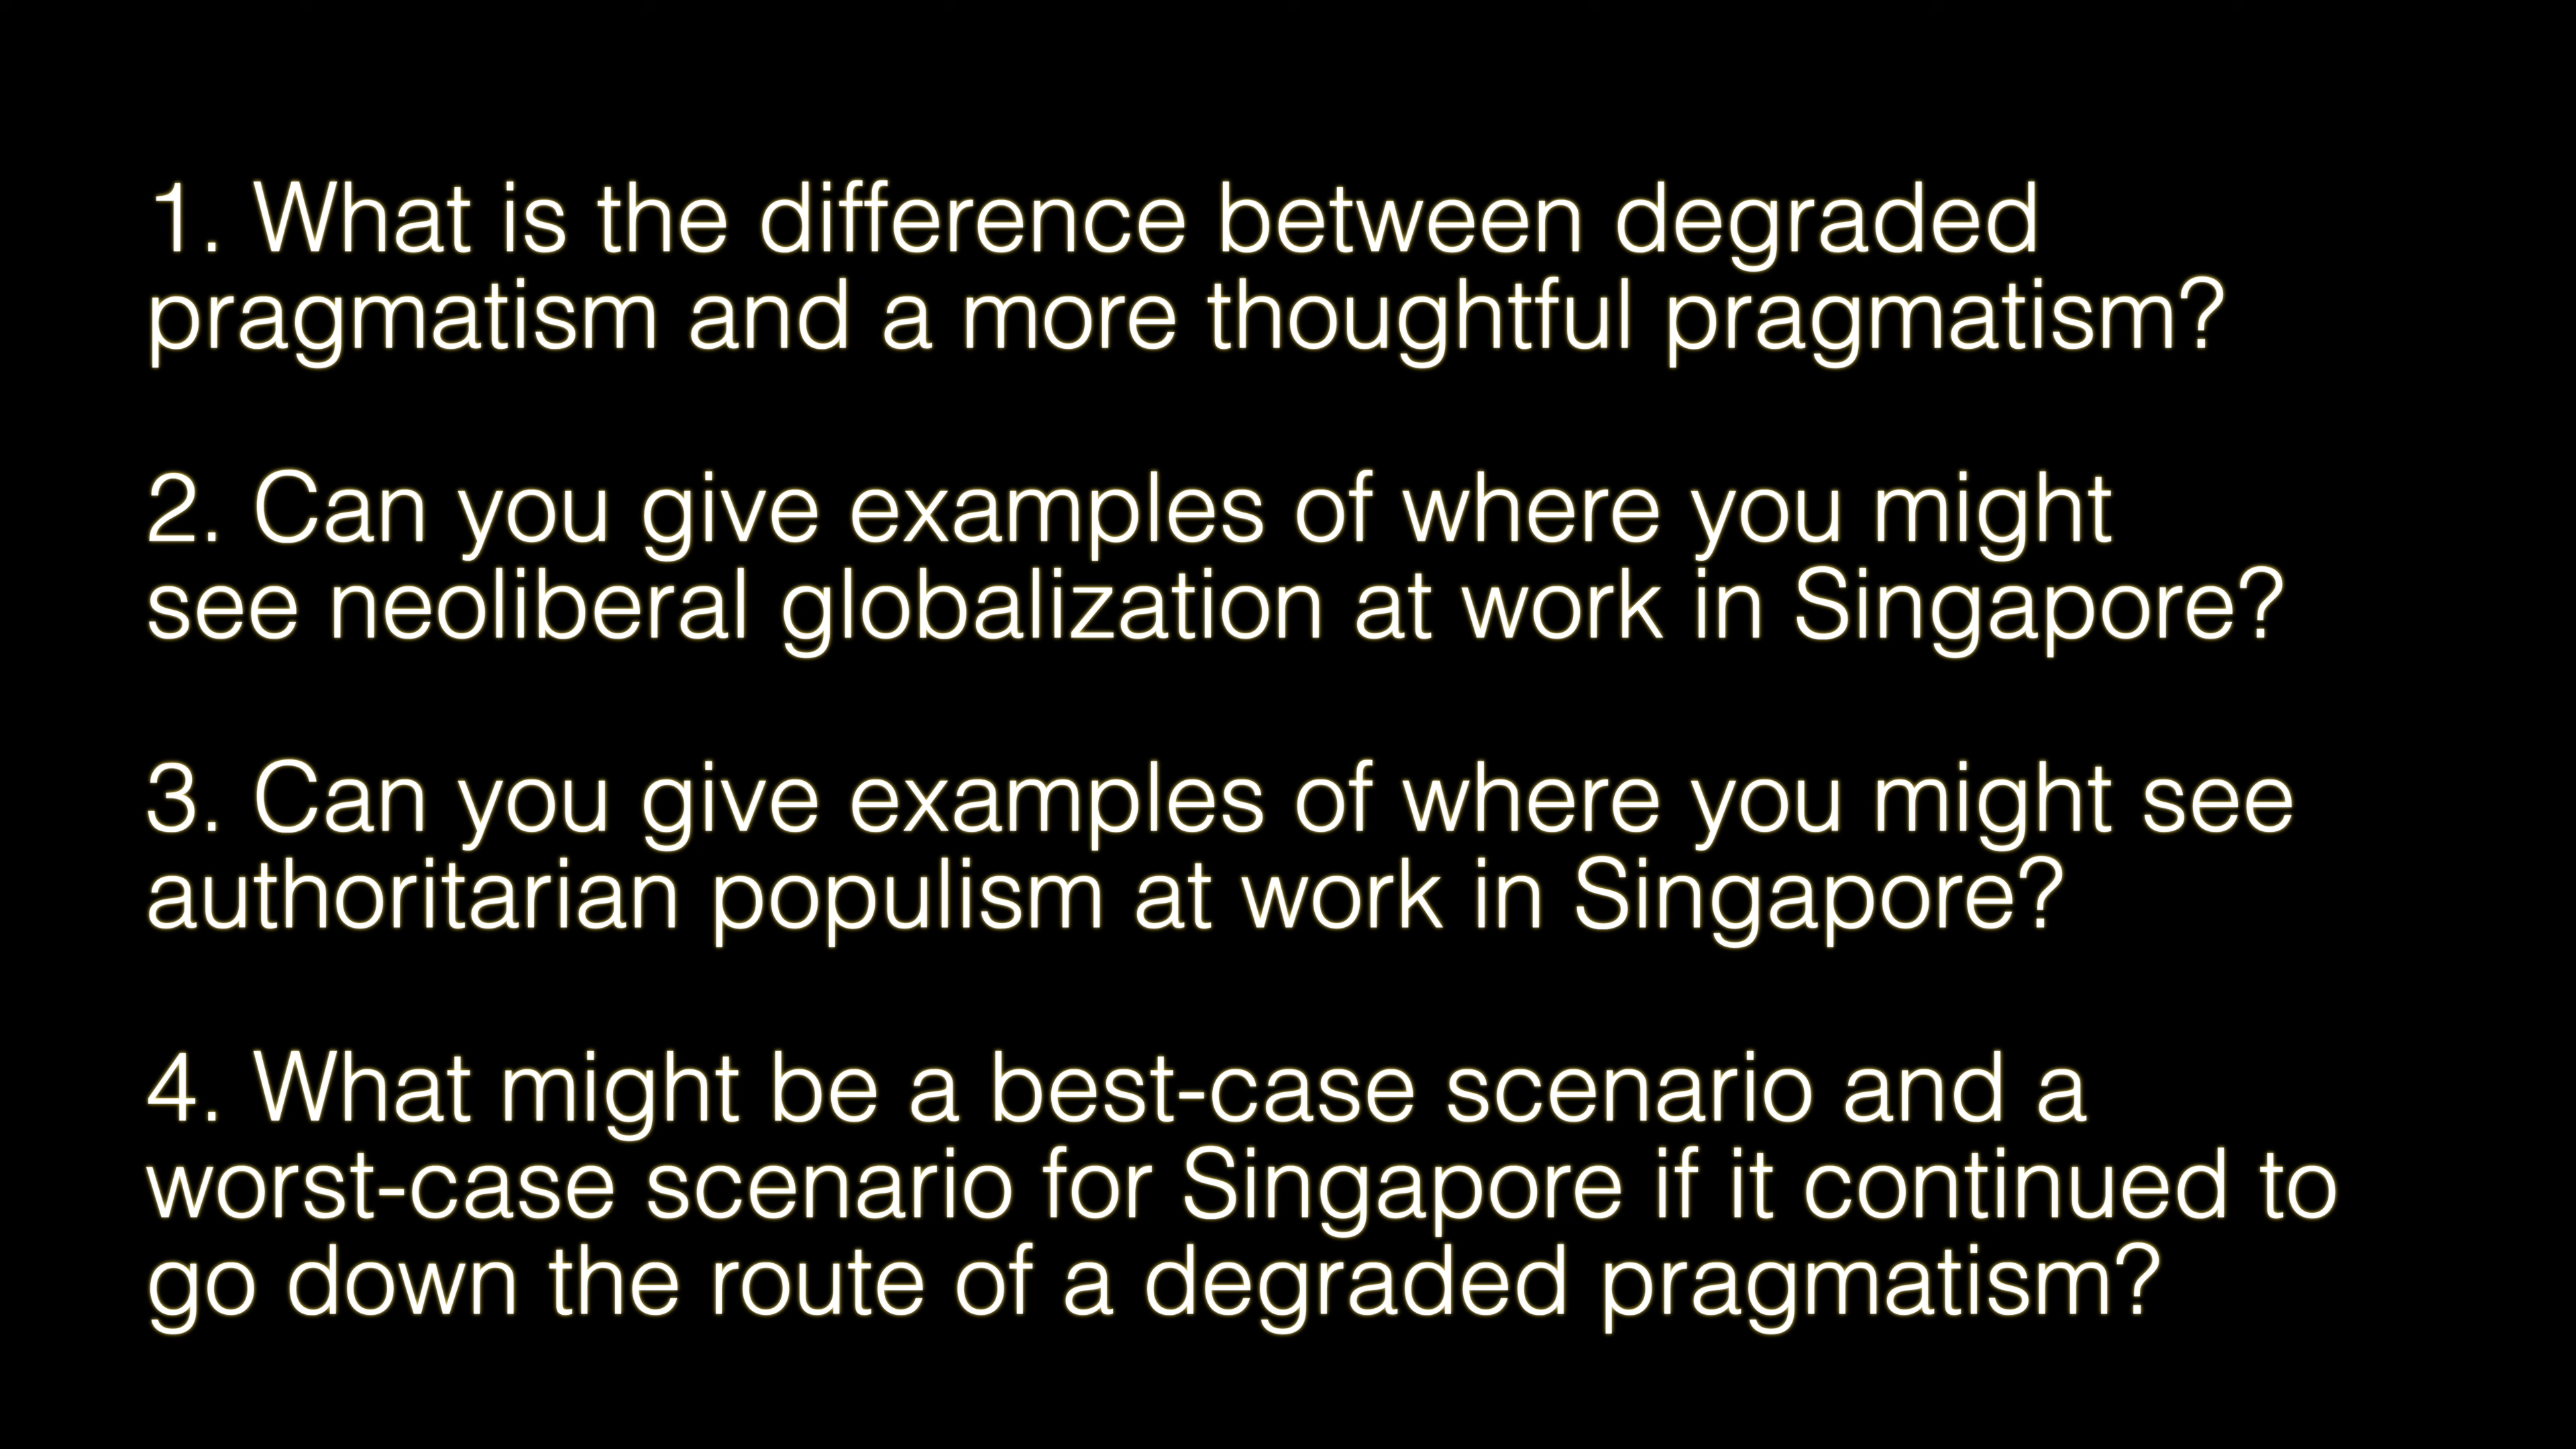 1. What is the difference between degraded
pragmatism and a more thoughtful pragmatism?
2. Can you give examples of where you might
see neoliberal globalization at work in Singapore?
3. Can you give examples of where you might see
authoritarian populism at work in Singapore?
4. What might be a best-case scenario and a
worst-case scenario for Singapore if it continued to
go down the route of a degraded pragmatism?